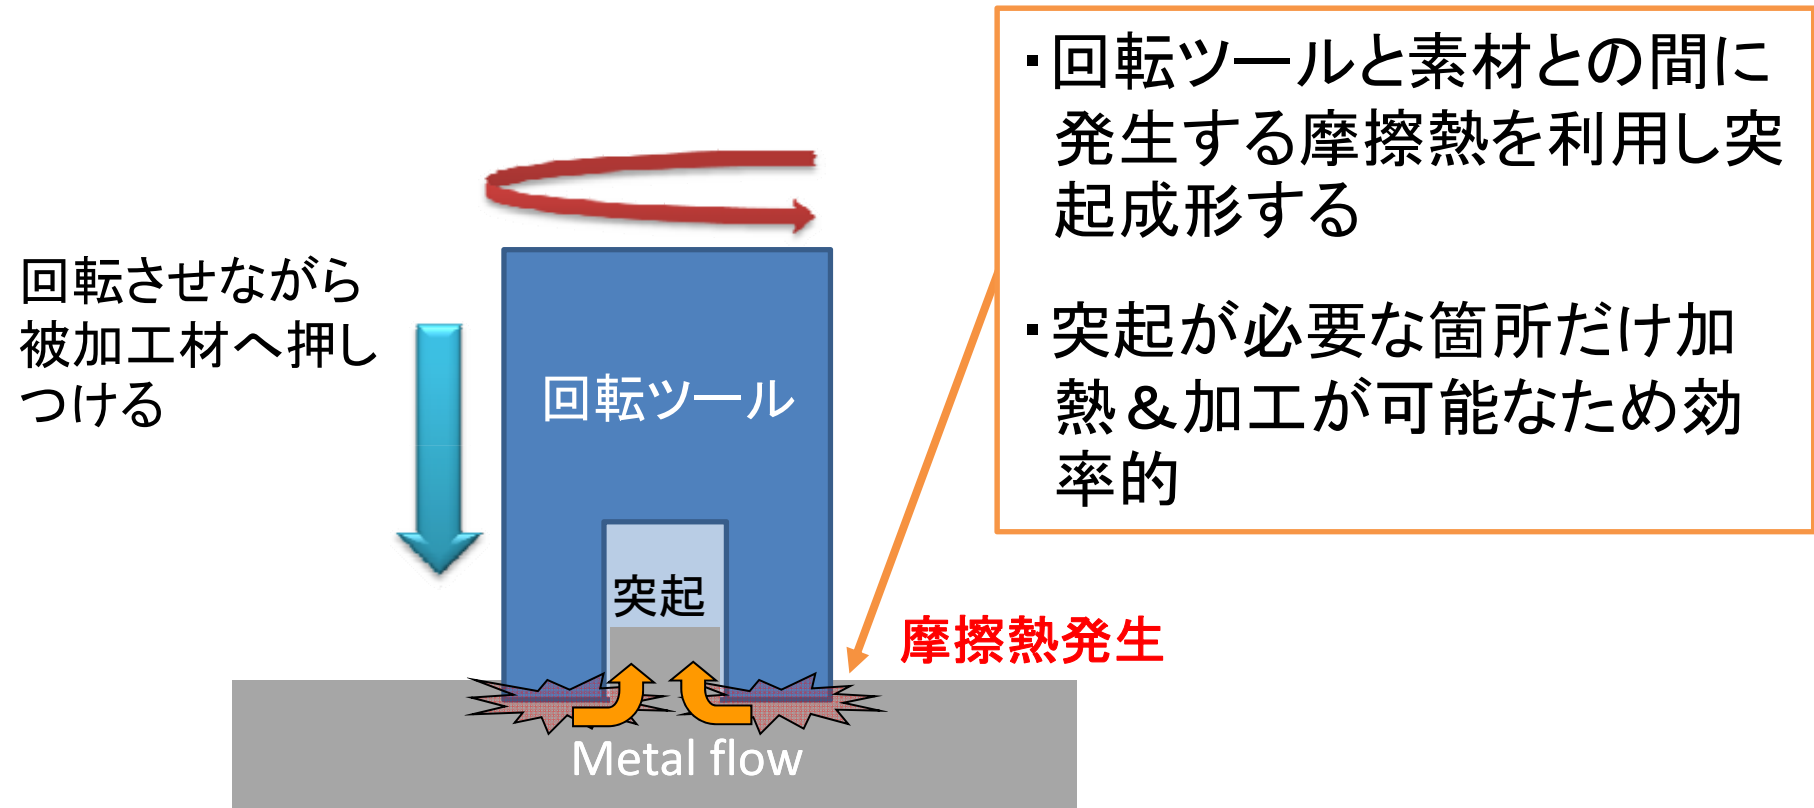 ・回転ツールと素材との間に
発生する摩擦熱を利用し突
起成形する
・突起が必要な箇所だけ加
熱＆加工が可能なため効
率的
回転させながら
被加工材へ押し
つける
回転ツール
突起
摩擦熱発生
Metal flow